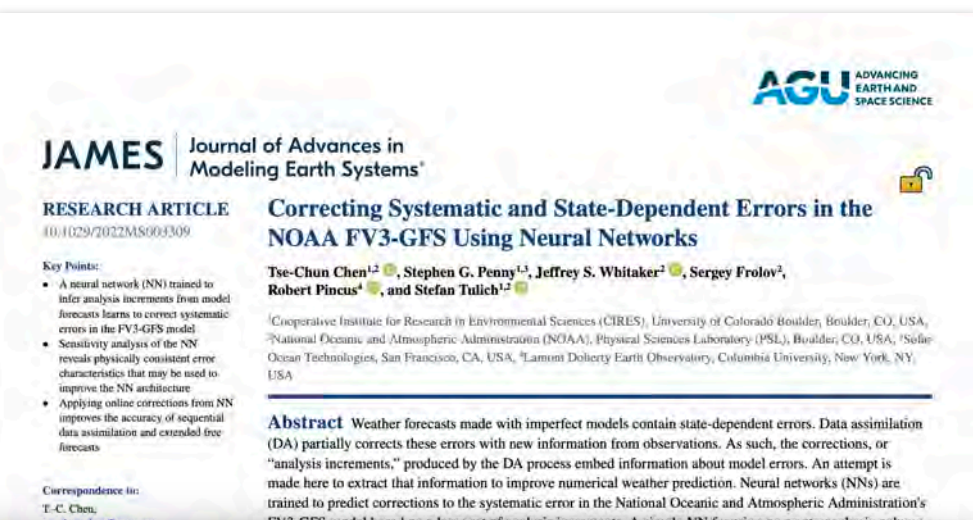 AGU ADVANCING
EARTH AND
SPACE SCIENCE
JAMES | Journal of Advances in
Modeling Earth Systems*
RESEARCH ARTICLE
10.1029/2022MS003309
Key Points:
• A neural network (NN) trained to
infer analysis increments from model
forecasts learns to correct systematic
errors in the FV3-GFS model
• Sensitivity analysis of the NN
reveals physically consistent error
characteristics that may be used to
improve the NN architecture
• Applying online corrections from NN
improves the accuracy of sequential
data assimilation and extended free
forecasts
Correspondence to:
T.-C. Chen,
Correcting Systematic and State-Dependent Errors in the
NOAA FV3-GFS Using Neural Networks
Tse-Chun Chen1,2, Stephen G. Penny1,3, Jeffrey S. Whitaker2, Sergey Frolov2,
Robert Pincus4, and Stefan Tulich1,2
1Cooperative Institute for Research in Environmental Sciences (CIRES), University of Colorado Boulder, Boulder, CO, USA,
2National Oceanic and Atmospheric Administration (NOAA), Physical Sciences Laboratory (PSL), Boulder, CO, USA, 3Sofar
Ocean Technologies, San Francisco, CA, USA, 4Lamont Doherty Earth Observatory, Columbia University, New York, NY,
USA
Abstract Weather forecasts made with imperfect models contain state-dependent errors. Data assimilation
(DA) partially corrects these errors with new information from observations. As such, the corrections, or
“analysis increments,” produced by the DA process embed information about model errors. An attempt is
made here to extract that information to improve numerical weather prediction. Neural networks (NNs) are
trained to predict corrections to the systematic error in the National Oceanic and Atmospheric Administration's